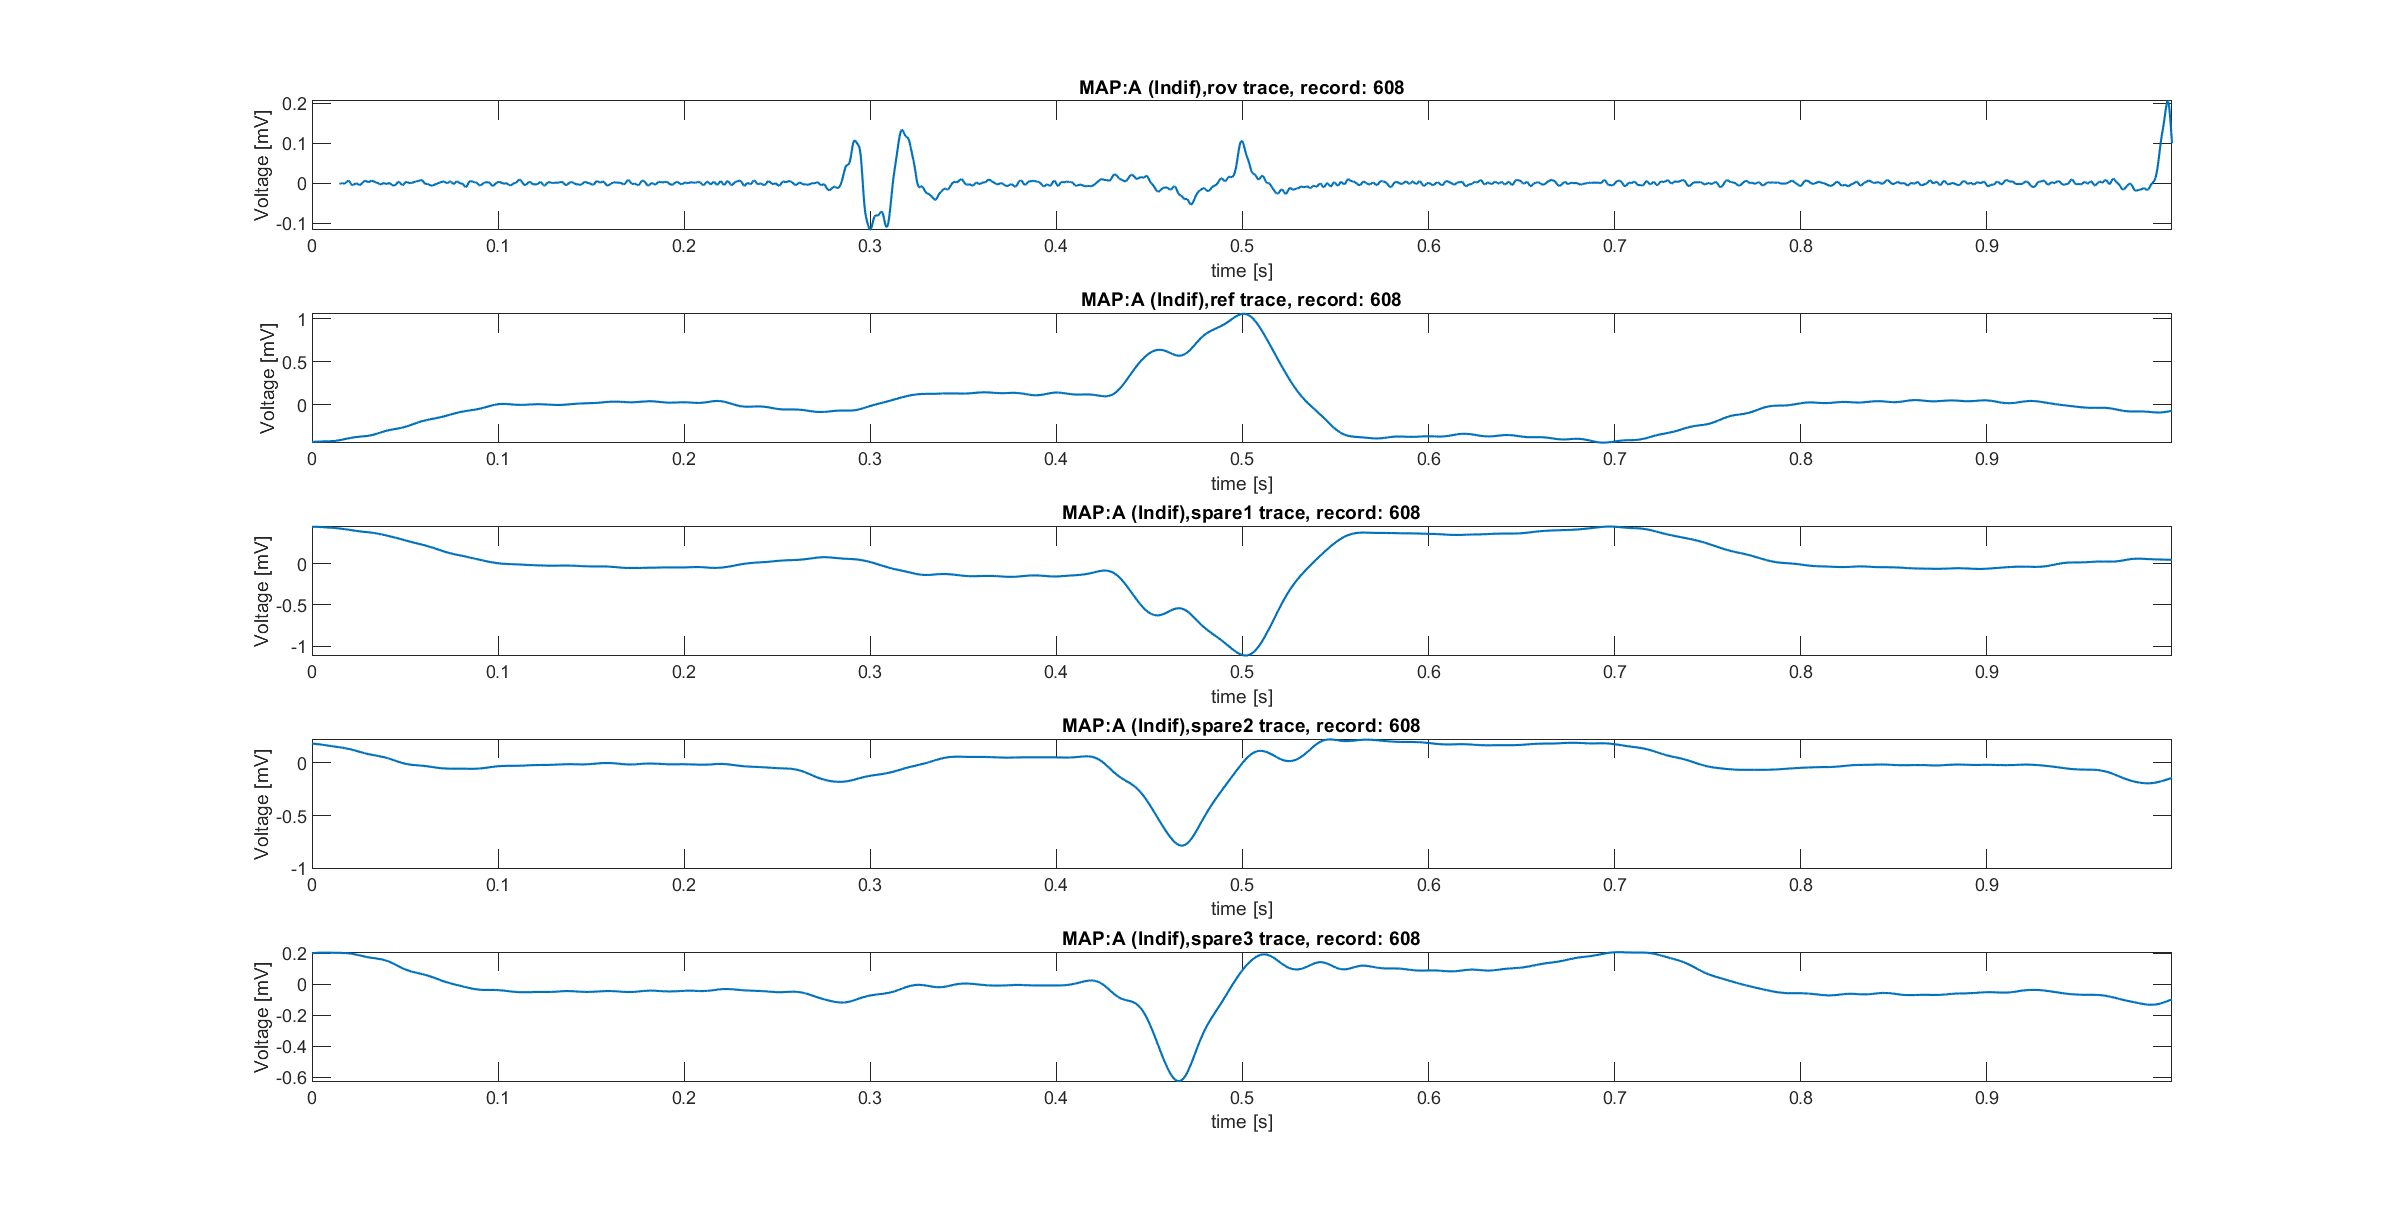 MAP:A (Indif),rov trace, record: 608
Voltage [mV]
0.2
0.1
0
-0.1
0 0.1 0.2 0.3 0.4 0.5 0.6 0.7 0.8 0.9
time [s]
MAP:A (Indif),ref trace, record: 608
Voltage [mV]
1
0.5
0
0 0.1 0.2 0.3 0.4 0.5 0.6 0.7 0.8 0.9
time [s]
MAP:A (Indif),spare1 trace, record: 608
Voltage [mV]
0
-0.5
-1
0 0.1 0.2 0.3 0.4 0.5 0.6 0.7 0.8 0.9
time [s]
MAP:A (Indif),spare2 trace, record: 608
Voltage [mV]
0
-0.5
-1
0 0.1 0.2 0.3 0.4 0.5 0.6 0.7 0.8 0.9
time [s]
MAP:A (Indif),spare3 trace, record: 608
Voltage [mV]
0.2
0
-0.2
-0.4
-0.6
0 0.1 0.2 0.3 0.4 0.5 0.6 0.7 0.8 0.9
time [s]